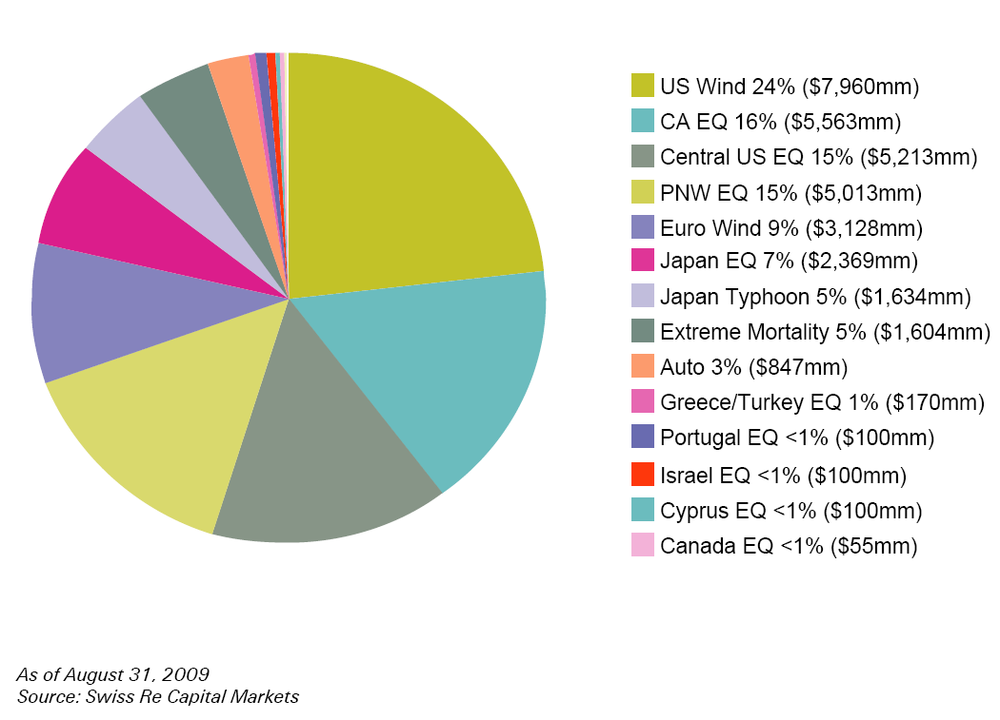 US Wind 24% ($7,960mm)
CA EQ 16% ($5,563mm)
Central US EQ 15% ($5,213mm)
PNW EQ 15% ($5,013mm)
Euro Wind 9% ($3,128mm)
Japan EQ 7% ($2,369mm)
Japan Typhoon 5% ($1,634mm)
Extreme Mortality 5% ($1,604mm)
Auto 3% ($847mm)
Greece/Turkey EQ 1% ($170mm)
Portugal EQ <1% ($100mm)
Israel EQ <1% ($100mm)
Cyprus EQ <1% ($100mm)
Canada EQ <1% ($55mm)
As of August 31, 2009
Source: Swiss Re Capital Markets